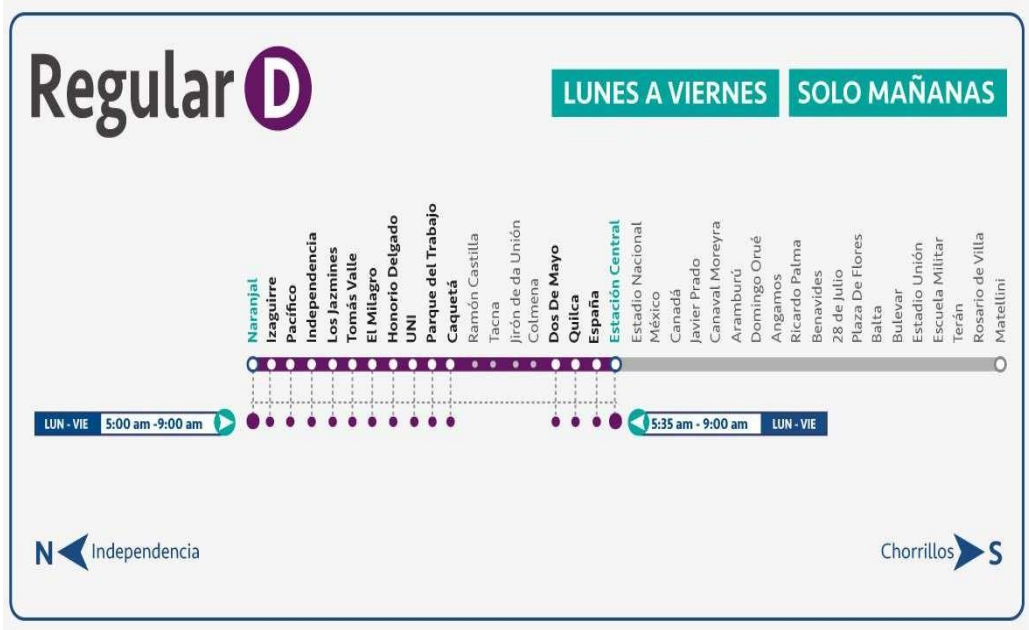 Regular D
LUNES A VIERNES
SOLO MAÑANAS
Naranjal
Izaguirre
Pacífico
Independencia
Los Jazmines
Tomás Valle
El Milagro
Honorio Delgado
UNI
Parque del Trabajo
Caquetá
Ramón Castilla
Tacna
Jirón de da Unión
Colmena
Dos De Mayo
Quilca
España
Estación Central
Estadio Nacional
México
Canadá
Javier Prado
Canaval Moreyra
Aramburú
Domingo Orué
Angamos
Ricardo Palma
Benavides
28 de Julio
Plaza De Flores
Balta
Bulevar
Estadio Unión
Escuela Militar
Terán
Rosario de Villa
Matellini
LUN - VIE 5:00 am -9:00 am
5:35 am - 9:00 am LUN - VIE
N Independencia
Chorrillos S